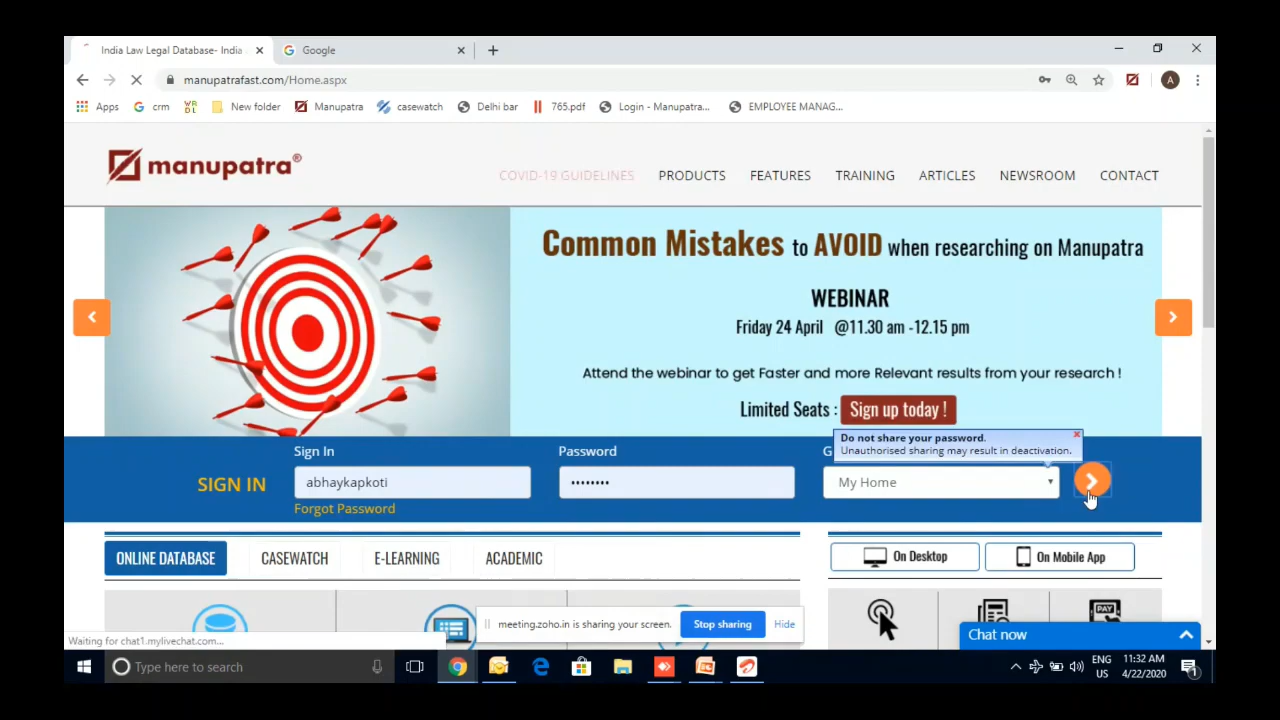 India Law Legal Database- India
Google
manupatrafast.com/Home.aspx
A
Apps crm New folder Manupatra casewatch Delhi bar 765.pdf Login - Manupatra... EMPLOYEE MANAG...
manupatra®
COVID-19 GUIDELINES PRODUCTS FEATURES TRAINING ARTICLES NEWSROOM CONTACT
Common Mistakes to AVOID when researching on Manupatra
WEBINAR
Friday 24 April @11.30 am -12.15 pm
Attend the webinar to get Faster and more Relevant results from your research !
Limited Seats : Sign up today !
Do not share your password.
Unauthorised sharing may result in deactivation.
Sign In Password G
SIGN IN abhaykapkoti •••••••• My Home
Forgot Password
ONLINE DATABASE CASEWATCH E-LEARNING ACADEMIC On Desktop On Mobile App
PAY
meeting.zoho.in is sharing your screen. Stop sharing Hide
Chat now
Waiting for chat1.mylivechat.com...
Type here to search
ENG 11:32 AM
US 4/22/2020
1